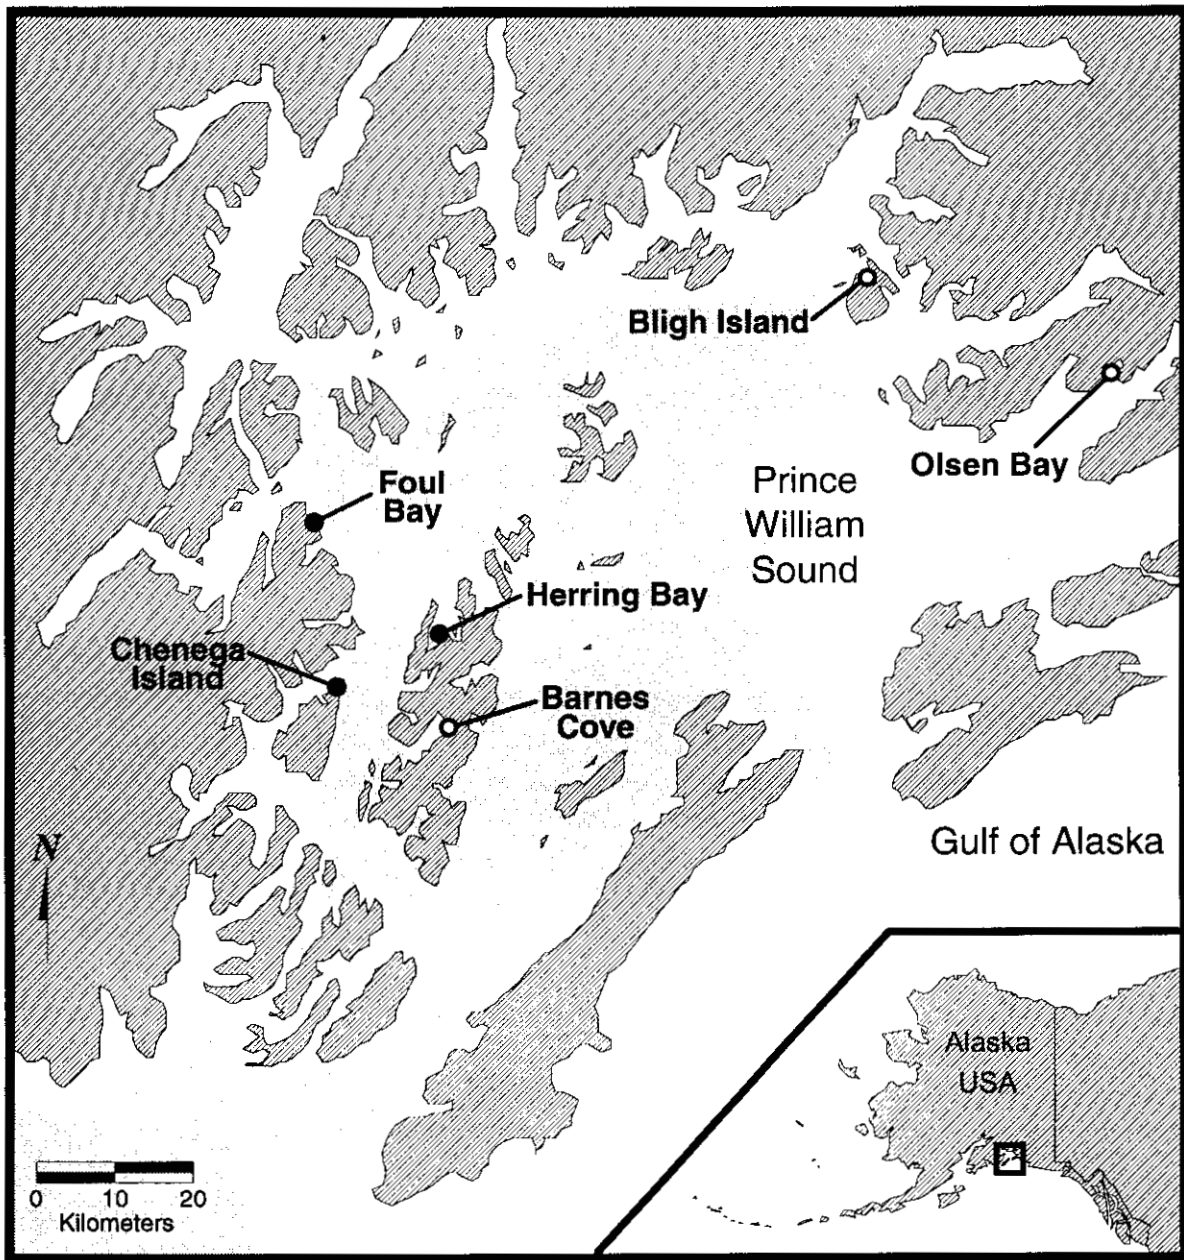 Bligh Island
Olsen Bay
Prince
William
Sound
Foul
Bay
Herring Bay
Chenega
Island
Barnes
Cove
Gulf of Alaska
N
Alaska
USA
0 10 20
Kilometers